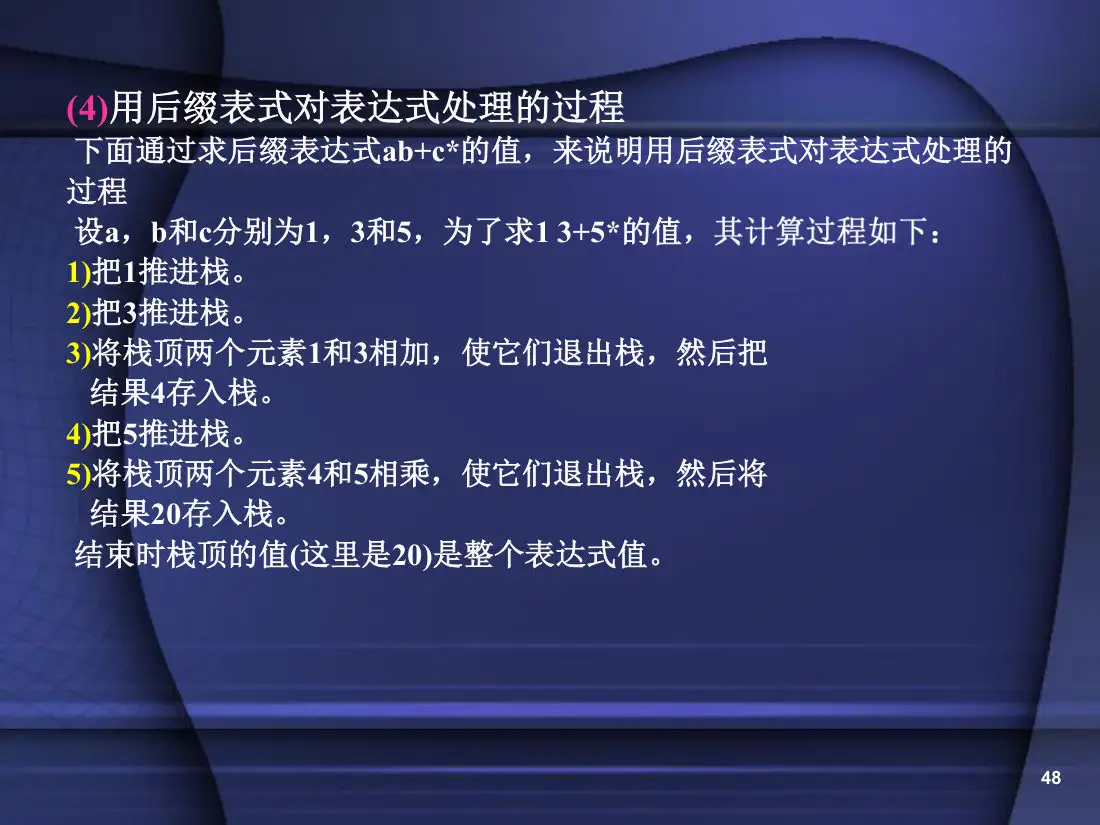 (4)用后缀表式对表达式处理的过程
下面通过求后缀表达式ab+c*的值，来说明用后缀表式对表达式处理的
过程
设a，b和c分别为1，3和5，为了求1 3+5*的值，其计算过程如下：
1)把1推进栈。
2)把3推进栈。
3)将栈顶两个元素1和3相加，使它们退出栈，然后把
结果4存入栈。
4)把5推进栈。
5)将栈顶两个元素4和5相乘，使它们退出栈，然后将
结果20存入栈。
结束时栈顶的值(这里是20)是整个表达式值。
48